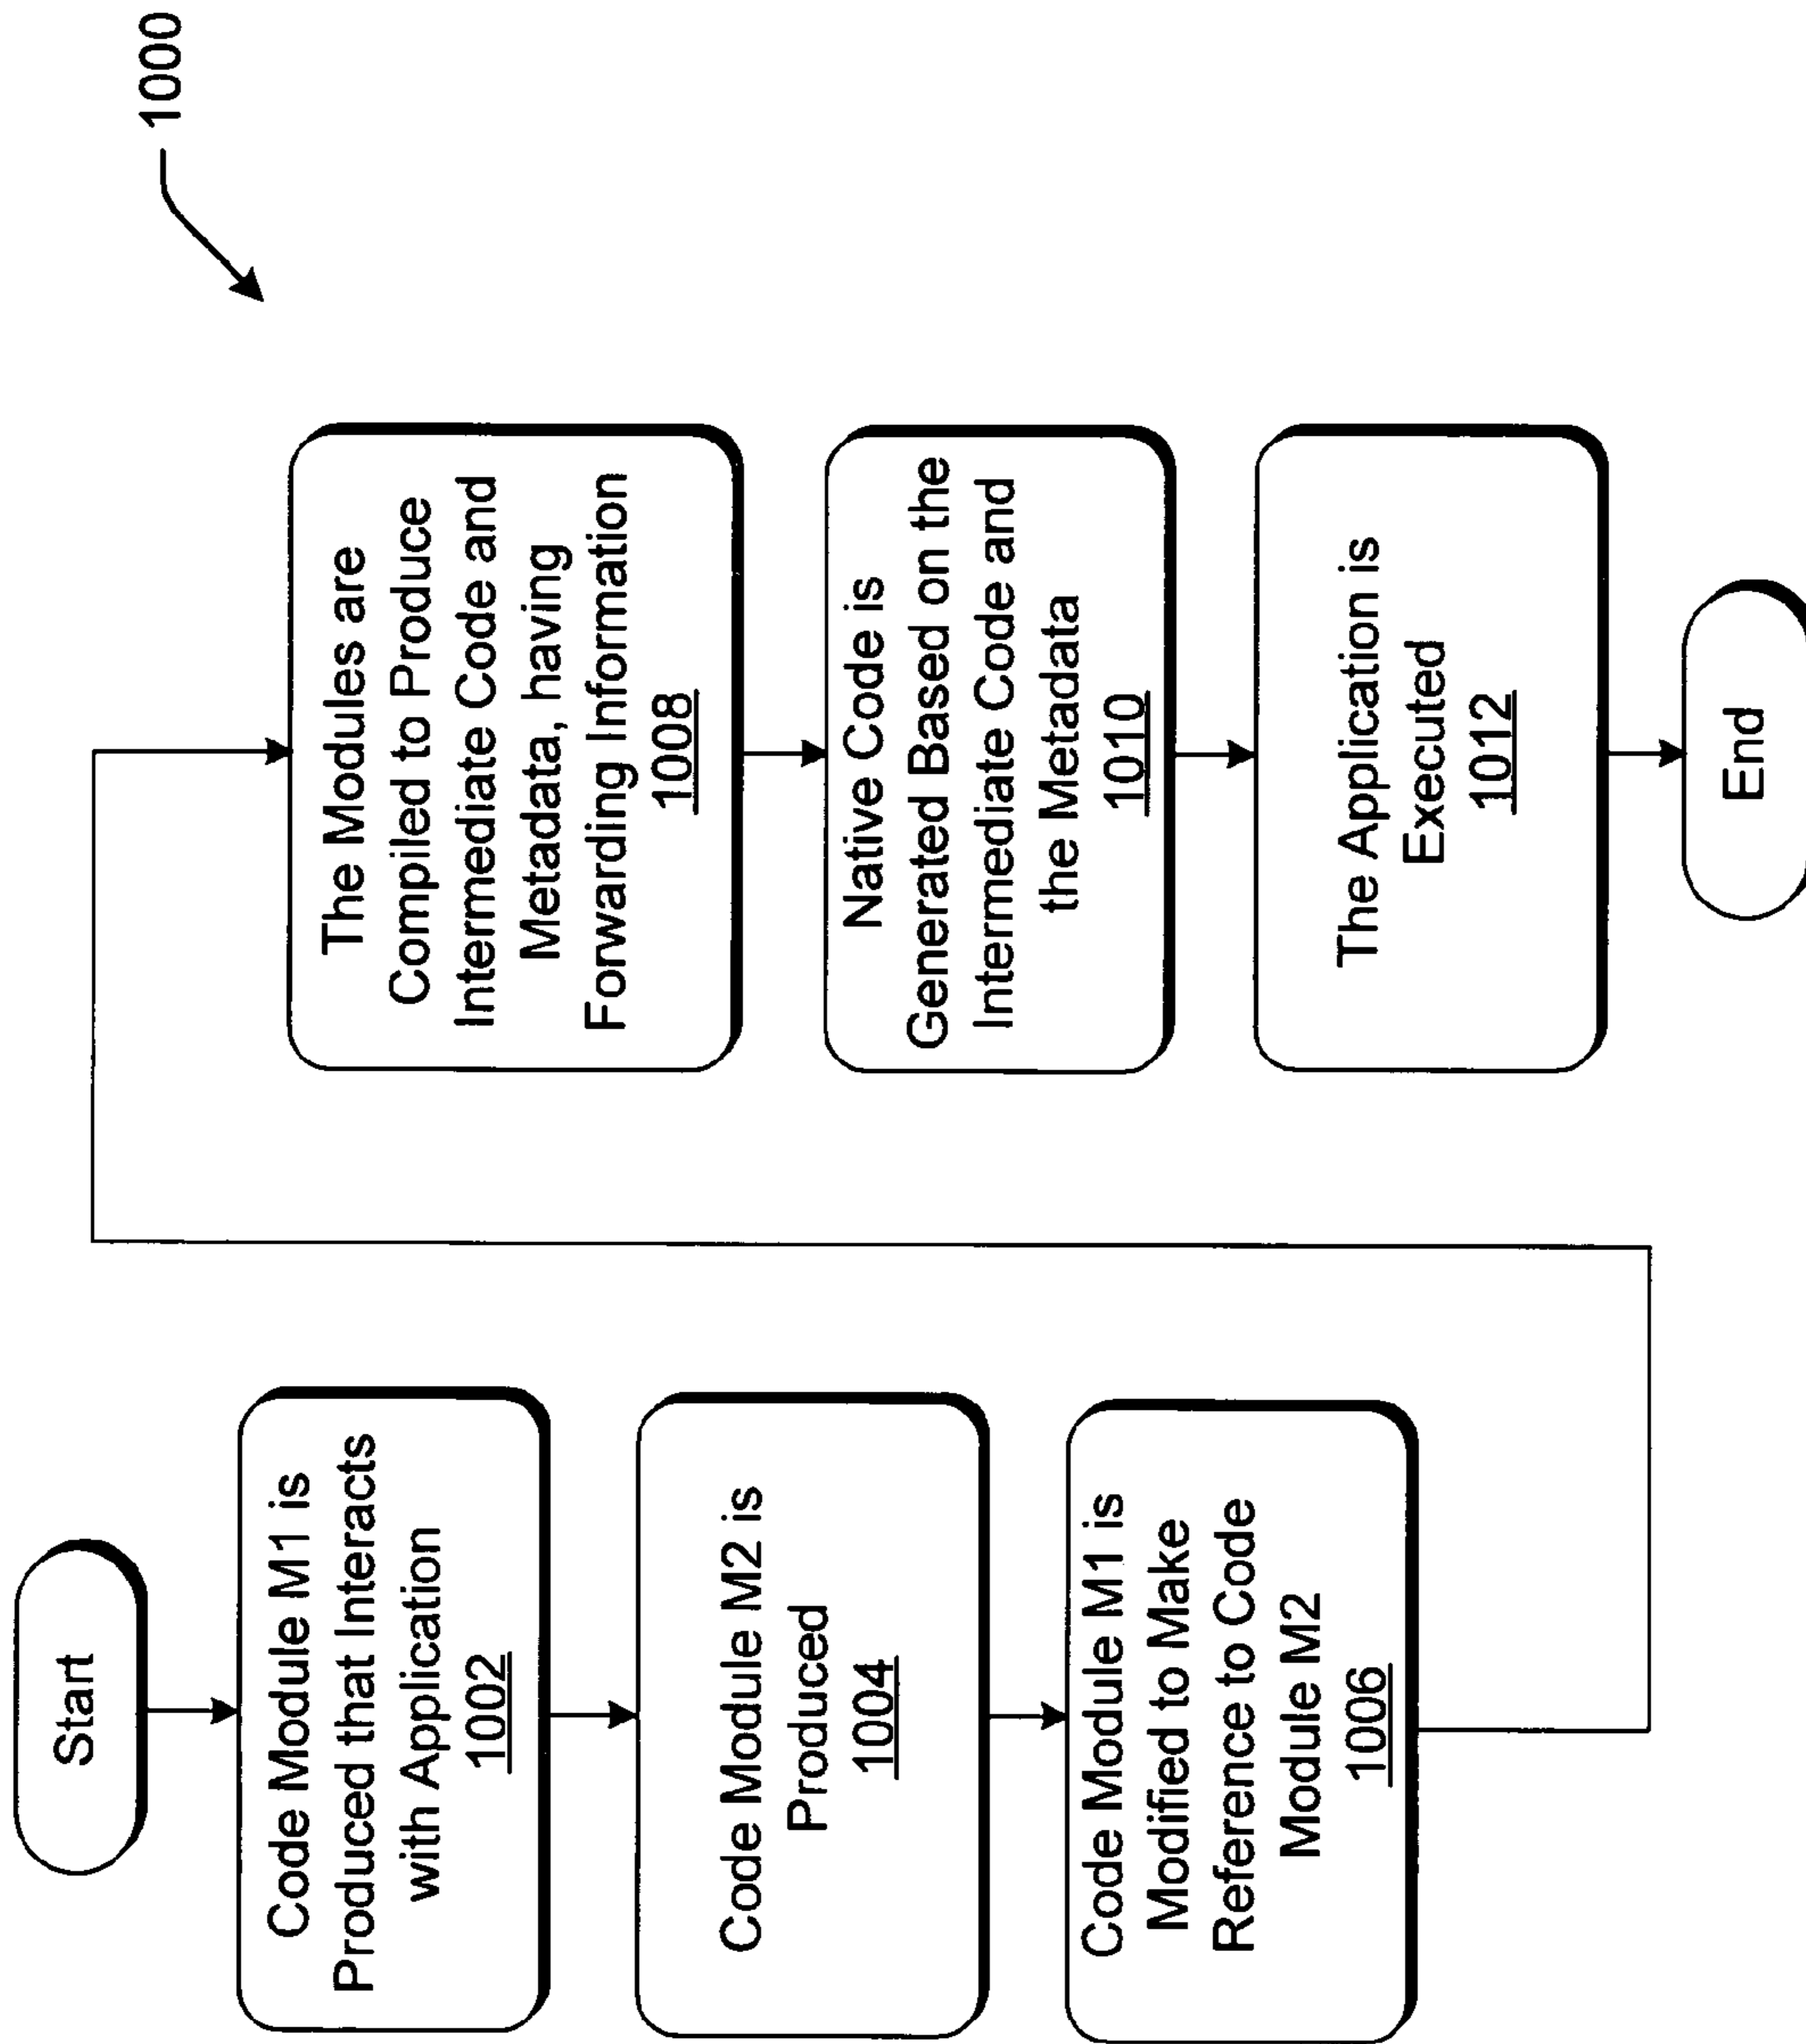 1000
Start
Code Module M1 is
Produced that Interacts
with Application
1002
Code Module M2 is
Produced
1004
Code Module M1 is
Modified to Make
Reference to Code
Module M2
1006
The Modules are
Compiled to Produce
Intermediate Code and
Metadata, having
Forwarding Information
1008
Native Code is
Generated Based on the
Intermediate Code and
the Metadata
1010
The Application is
Executed
1012
End